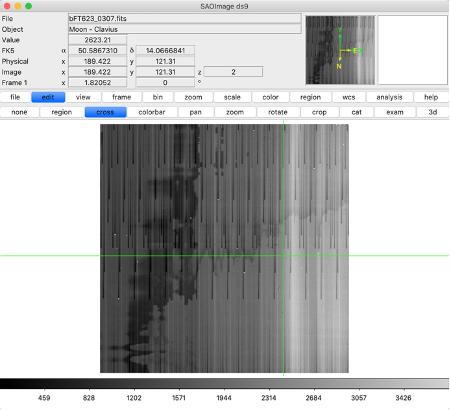 SAOImage ds9
File bFT623_0307.fits
Object Moon - Clavius
Value 2623.21
FK5 α 50.5867310 δ 14.0666841
Physical x 189.422 y 121.31
Image x 189.422 y 121.31 z 2
Frame 1 x 1.82052 0 °
Y E N
file edit view frame bin zoom scale color region wcs analysis help
none region cross colorbar pan zoom rotate crop cat exam 3d
459 828 1202 1571 1944 2314 2684 3057 3426